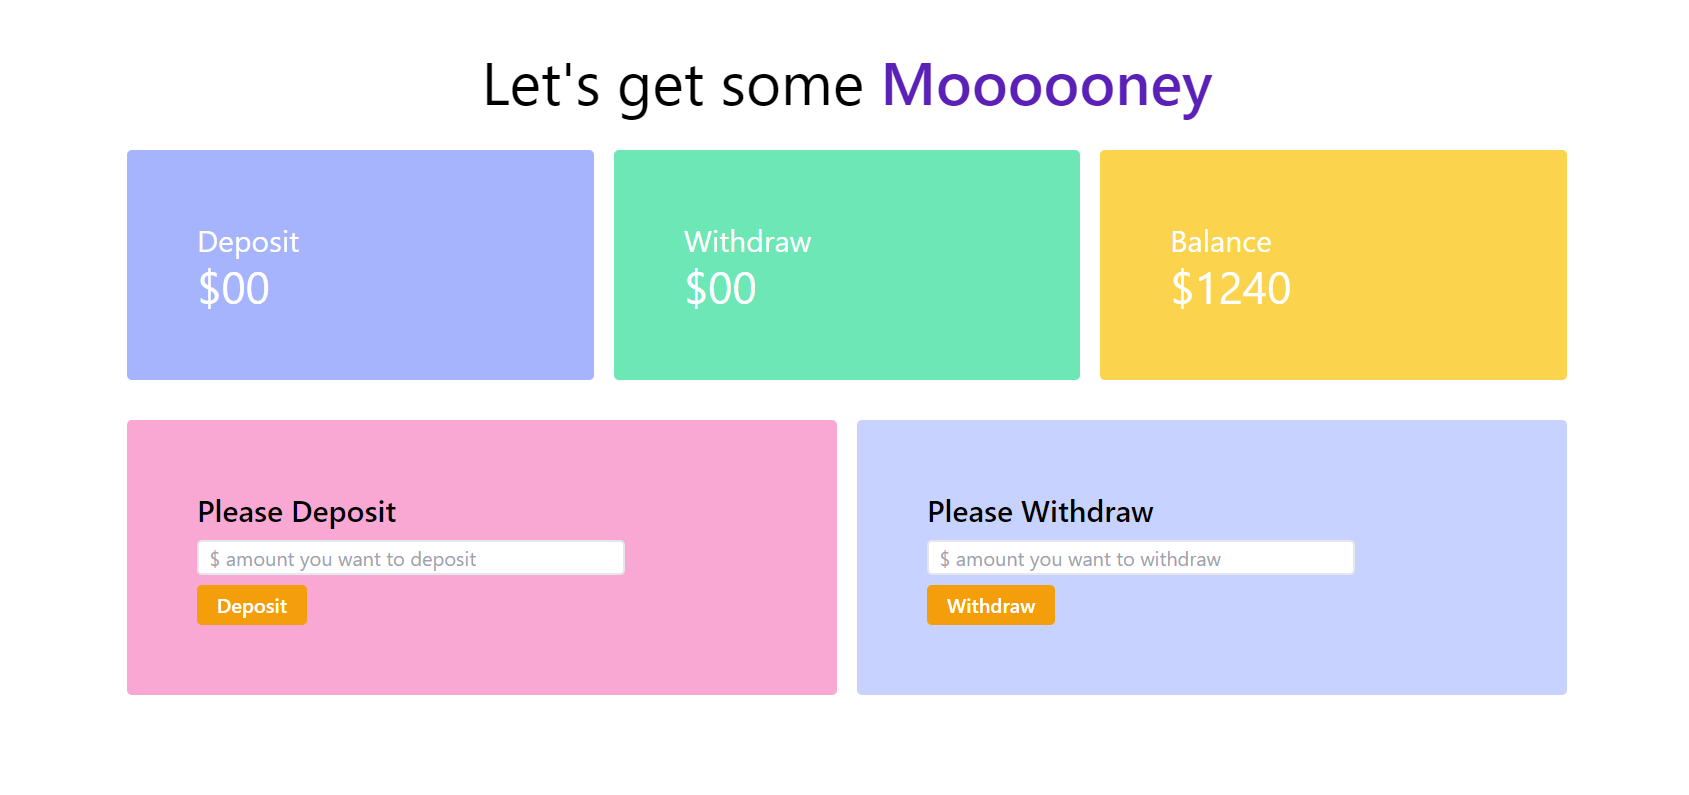 Let's get some Moooooney
Deposit
$00
Withdraw
$00
Balance
$1240
Please Deposit
$ amount you want to deposit
Deposit
Please Withdraw
$ amount you want to withdraw
Withdraw